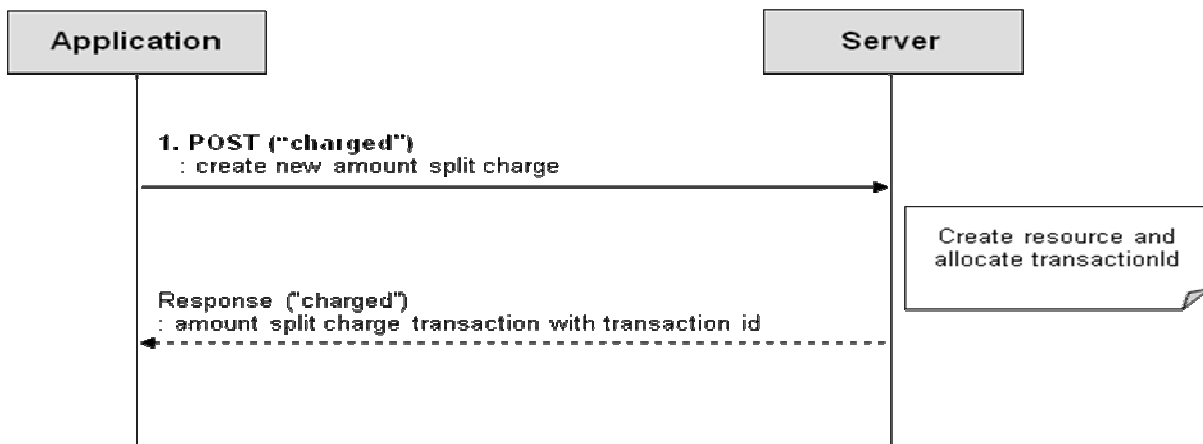 Application
Server
1. POST ("charged")
: create new amount split charge
Create resource and
allocate transactionId
Response ("charged")
: amount split charge transaction with transaction id